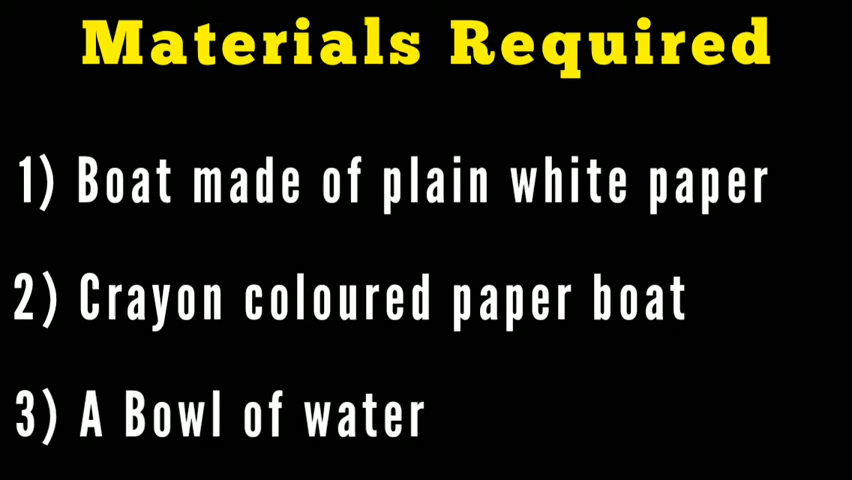 Materials Required
1) Boat made of plain white paper
2) Crayon coloured paper boat
3) A Bowl of water